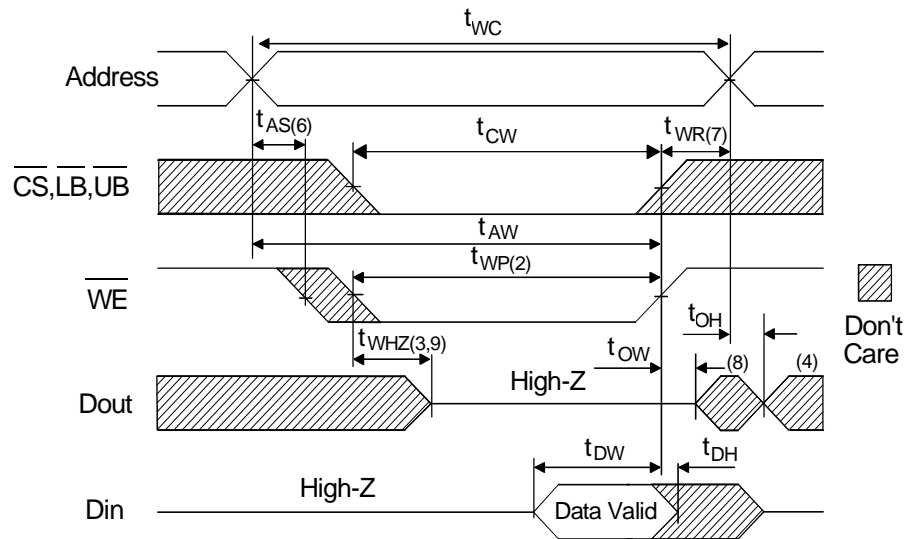 tWC
Address
tAS(6)
tCW
tWR(7)
CS,LB,UB
tAW
tWP(2)
WE
tOH
Don't
Care
tWHZ(3,9)
tOW
(8)
(4)
High-Z
Dout
tDW
tDH
High-Z
Din
Data Valid